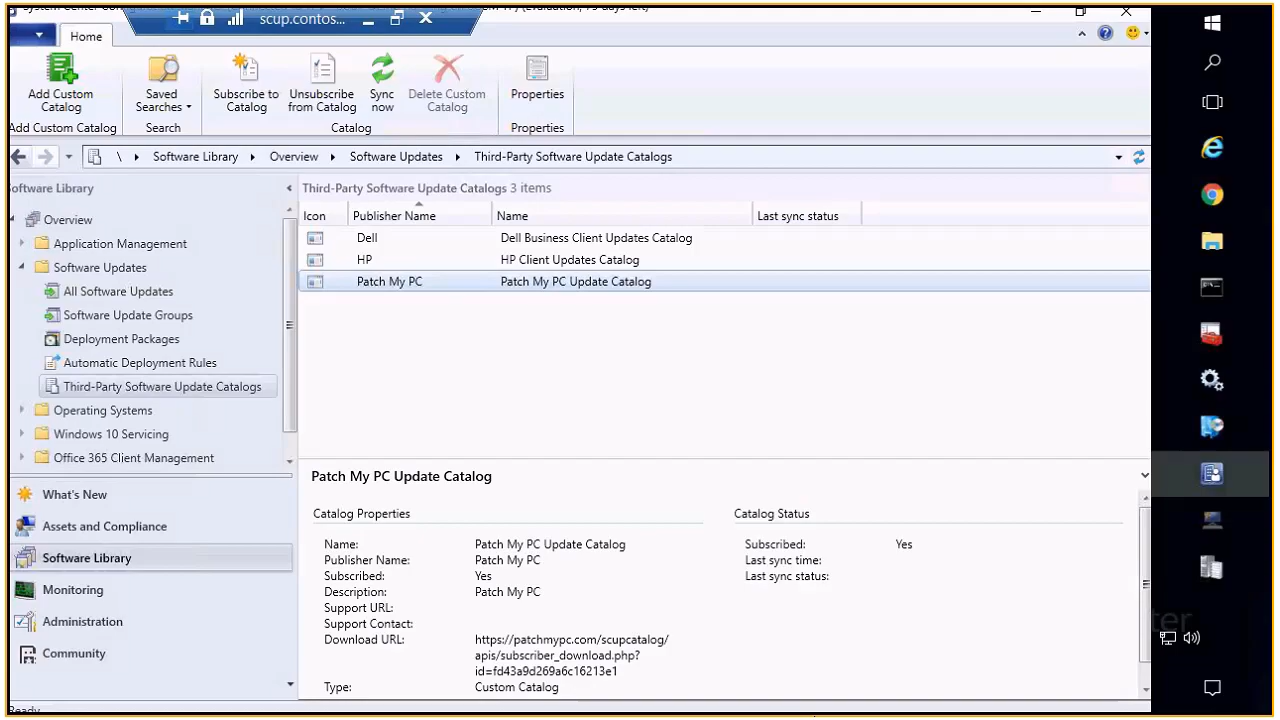 scup.contos...
Home
Add Custom Catalog
Saved Searches
Subscribe to Catalog
Unsubscribe from Catalog
Sync now
Delete Custom Catalog
Properties
Add Custom Catalog
Search
Catalog
Properties
\ Software Library Overview Software Updates Third-Party Software Update Catalogs
Software Library
Overview
Application Management
Software Updates
All Software Updates
Software Update Groups
Deployment Packages
Automatic Deployment Rules
Third-Party Software Update Catalogs
Operating Systems
Windows 10 Servicing
Office 365 Client Management
What's New
Assets and Compliance
Software Library
Monitoring
Administration
Community
Third-Party Software Update Catalogs 3 items
Icon Publisher Name Name Last sync status
Dell Dell Business Client Updates Catalog
HP HP Client Updates Catalog
Patch My PC Patch My PC Update Catalog
Patch My PC Update Catalog
Catalog Properties
Name: Patch My PC Update Catalog
Publisher Name: Patch My PC
Subscribed: Yes
Description: Patch My PC
Support URL:
Support Contact:
Download URL: https://patchmypc.com/scupcatalog/
apis/subscriber_download.php?
id=fd43a9d269a6c16213e1
Type: Custom Catalog
Catalog Status
Subscribed: Yes
Last sync time:
Last sync status:
Ready